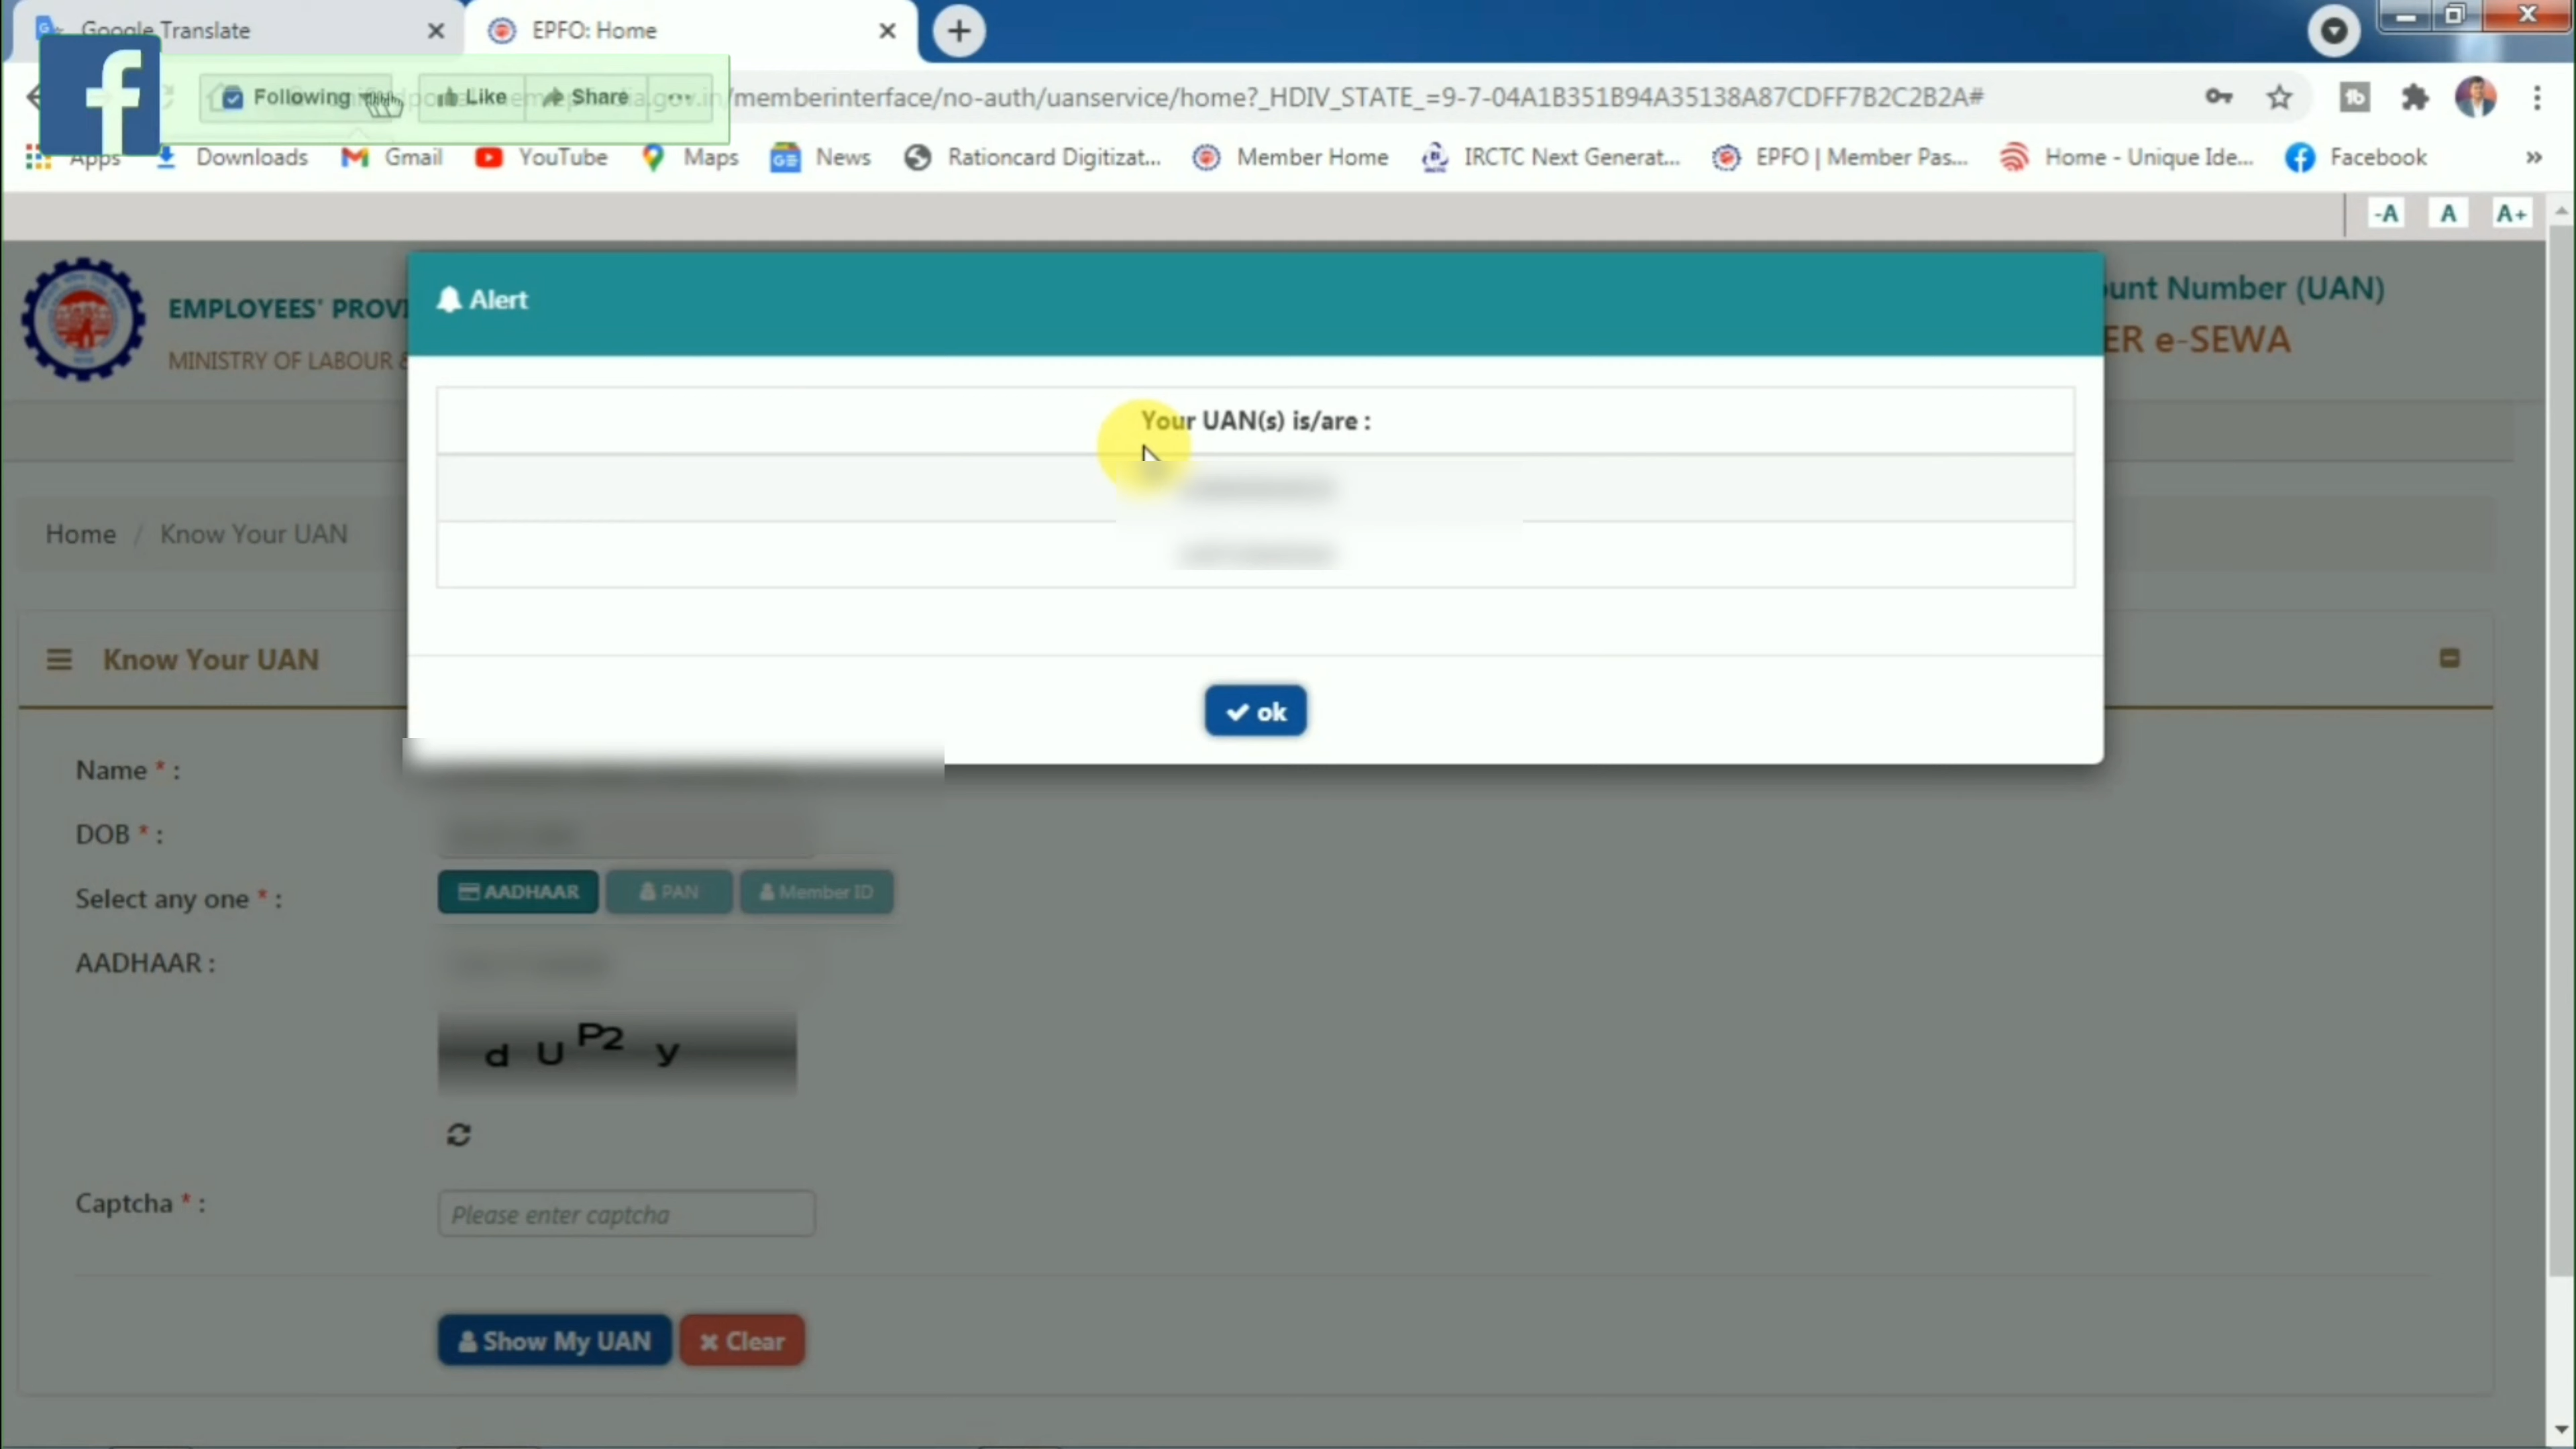 Google Translate
EPFO: Home
Following
Like
Share
/memberinterface/no-auth/uanservice/home?_HDIV_STATE_=9-7-04A1B351B94A35138A87CDFF7B2C2B2A#
Apps
Downloads
Gmail
YouTube
Maps
News
Rationcard Digitizat...
Member Home
IRCTC Next Generat...
EPFO | Member Pas...
Home - Unique Ide...
Facebook
»
-A
A
A+
EMPLOYEES' PROVI
MINISTRY OF LABOUR &
ount Number (UAN)
ER e-SEWA
Alert
Your UAN(s) is/are :
ok
Home / Know Your UAN
Know Your UAN
Name * :
DOB * :
Select any one * :
AADHAAR
PAN
Member ID
AADHAAR :
d U P2 y
Captcha * :
Please enter captcha
Show My UAN
Clear